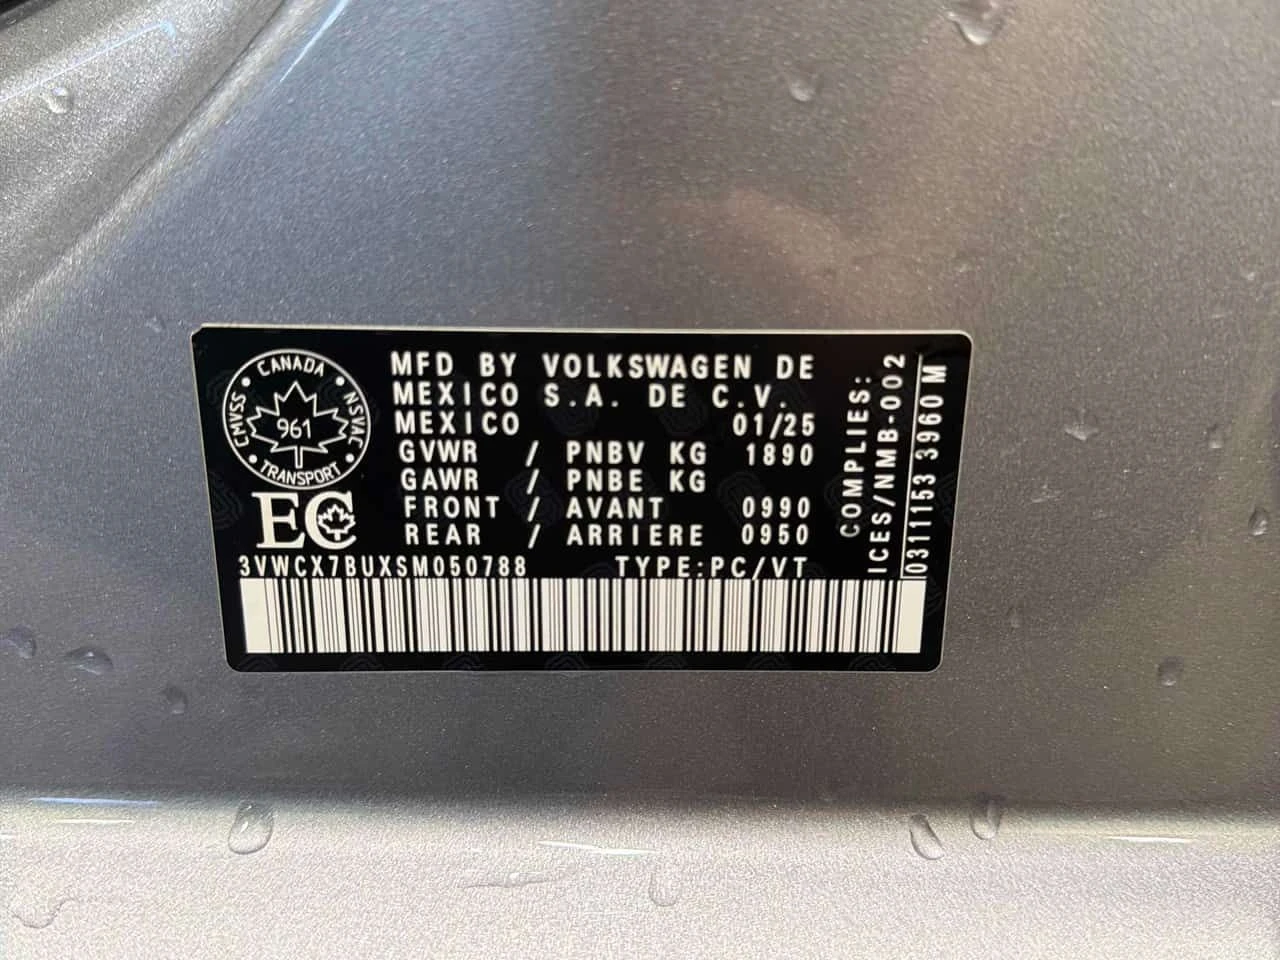 CANADA
CMVSS
NSVAC
961
TRANSPORT
EC
MFD BY VOLKSWAGEN DE
MEXICO S.A. DE C.V.
MEXICO 01/25
GVWR / PNBV KG 1890
GAWR / PNBE KG
FRONT / AVANT 0990
REAR / ARRIERE 0950
3VWCX7BUXSM050788 TYPE:PC/VT
COMPLIES:
ICES/NMB-002
0311153 3960 M